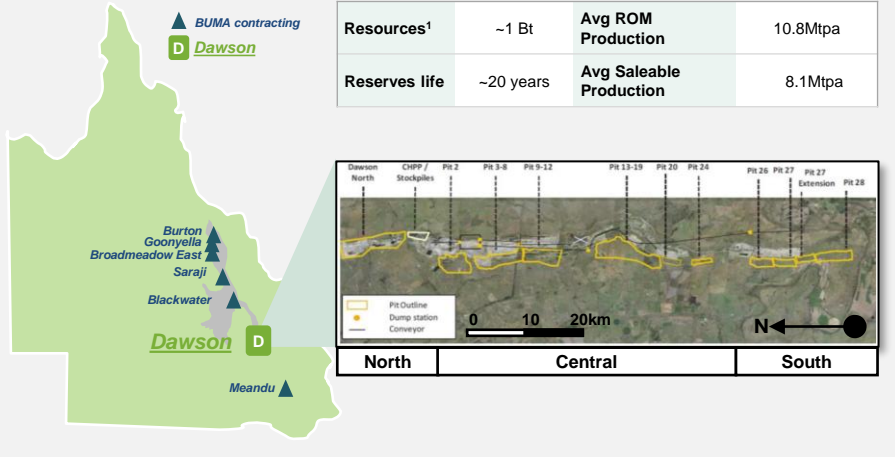 BUMA contracting
D Dawson
Resources¹ ~1 Bt Avg ROM Production 10.8Mtpa
Reserves life ~20 years Avg Saleable Production 8.1Mtpa
Burton
Goonyella
Broadmeadow East
Saraji
Blackwater
Dawson D
Meandu
Dawson North CHPP / Stockpiles Pit 2 Pit 3-8 Pit 9-12 Pit 13-19 Pit 20 Pit 24 Pit 26 Pit 27 Pit 27 Extension Pit 28
Pit Outline
Dump station
Conveyor
0 10 20km
N
North Central South